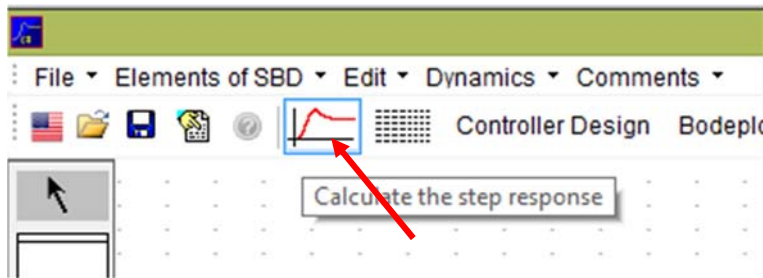 File Elements of SBD Edit Dynamics Comments
Controller Design Bodeplo
Calculate the step response